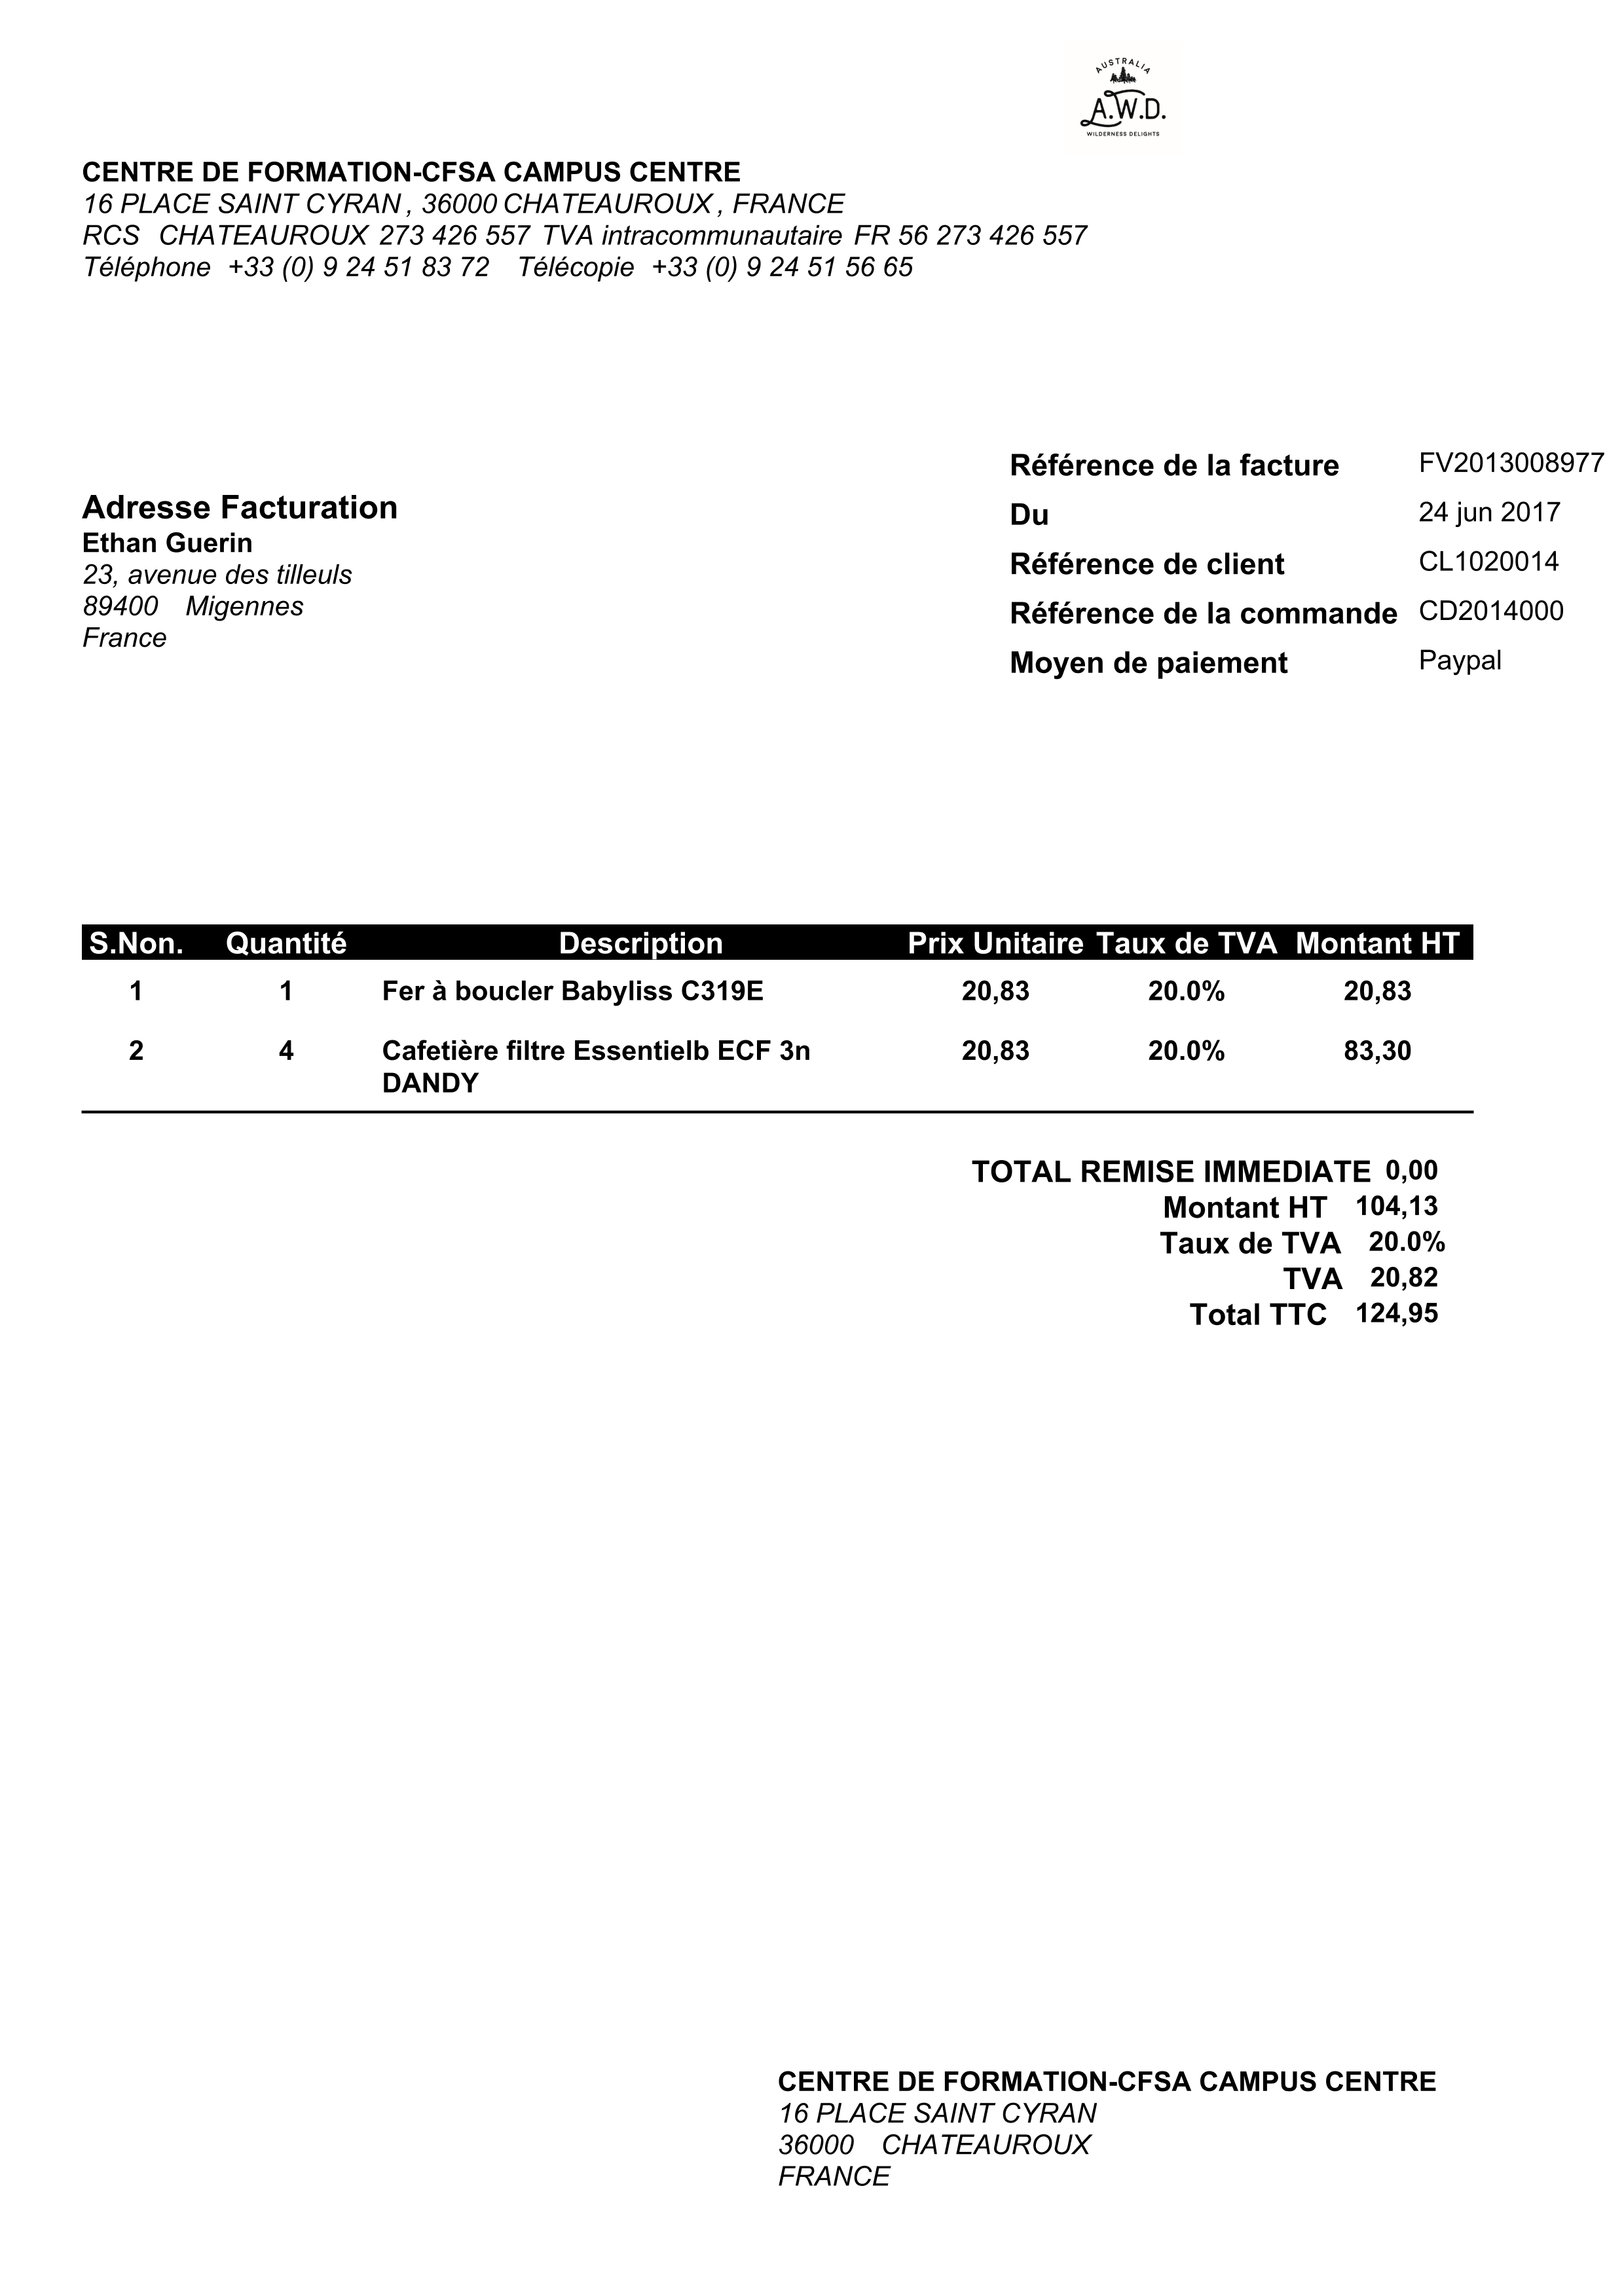 AUSTRALIA
A.W.D.
WILDERNESS DELIGHTS
CENTRE DE FORMATION-CFSA CAMPUS CENTRE
16 PLACE SAINT CYRAN , 36000 CHATEAUROUX , FRANCE
RCS CHATEAUROUX 273 426 557 TVA intracommunautaire FR 56 273 426 557
Téléphone +33 (0) 9 24 51 83 72 Télécopie +33 (0) 9 24 51 56 65
Référence de la facture FV2013008977
Du 24 jun 2017
Référence de client CL1020014
Référence de la commande CD2014000
Moyen de paiement Paypal
Adresse Facturation
Ethan Guerin
23, avenue des tilleuls
89400 Migennes
France
S.Non. Quantité Description Prix Unitaire Taux de TVA Montant HT
1 1 Fer à boucler Babyliss C319E 20,83 20.0% 20,83
2 4 Cafetière filtre Essentielb ECF 3n 20,83 20.0% 83,30
DANDY
TOTAL REMISE IMMEDIATE 0,00
Montant HT 104,13
Taux de TVA 20.0%
TVA 20,82
Total TTC 124,95
CENTRE DE FORMATION-CFSA CAMPUS CENTRE
16 PLACE SAINT CYRAN
36000 CHATEAUROUX
FRANCE